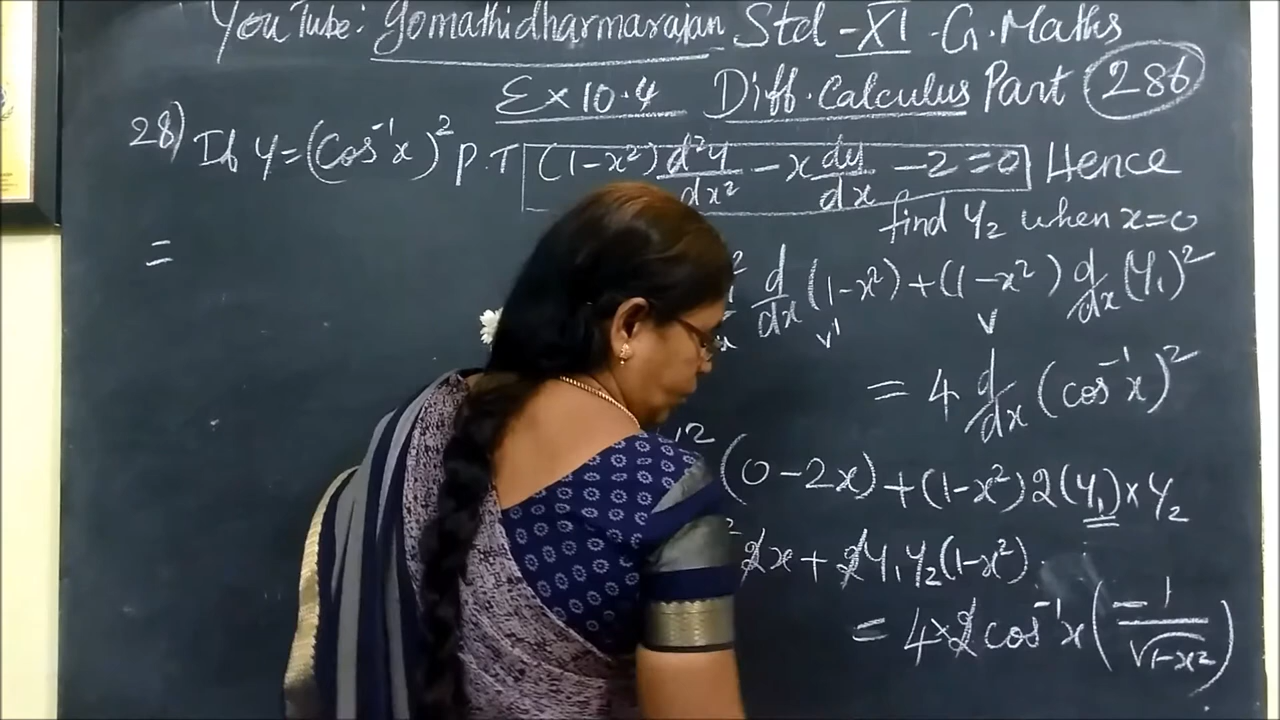 YouTube: gomathidharmarajan Std-XI G.Maths
Ex 10.4 Diff. Calculus Part 286
28) If y=(Cos⁻¹x)² P.T (1-x²)d²y/dx² - x dy/dx -2=0 Hence
find y₂ when x=0
=
d/dx(1-x²)+(1-x²) d/dx(y₁)²
v' v
= 4 d/dx (cos⁻¹x)²
(0-2x)+(1-x²)2(y₁)×y₂
2x+2y₁y₂(1-x²)
= 4×2cos⁻¹x(-1/√1-x²)